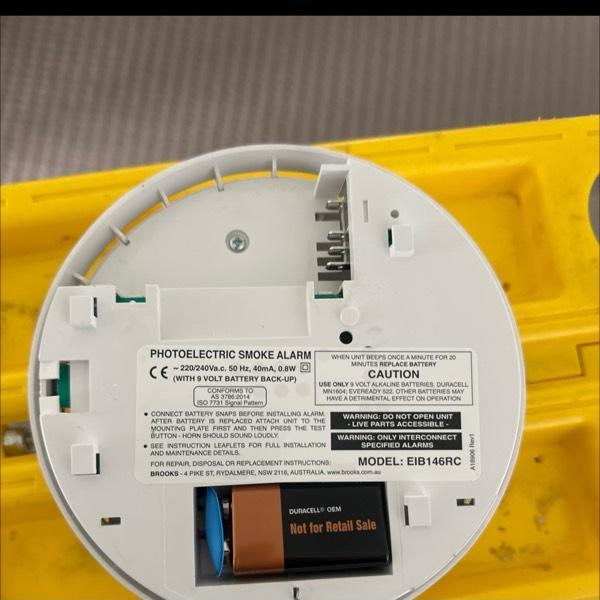 PHOTOELECTRIC SMOKE ALARM
CE ~ 220/240Va.c. 50 Hz, 40mA, 0.8W
(WITH 9 VOLT BATTERY BACK-UP)
CONFORMS TO
AS 3786:2014
ISO 7731 Signal Pattern
• CONNECT BATTERY SNAPS BEFORE INSTALLING ALARM.
AFTER BATTERY IS REPLACED ATTACH UNIT TO THE
MOUNTING PLATE FIRST AND THEN PRESS THE TEST
BUTTON - HORN SHOULD SOUND LOUDLY.
• SEE INSTRUCTION LEAFLETS FOR FULL INSTALLATION
AND MAINTENANCE DETAILS.
FOR REPAIR, DISPOSAL OR REPLACEMENT INSTRUCTIONS:
BROOKS - 4 PIKE ST, RYDALMERE, NSW 2116, AUSTRALIA, www.brooks.com.au
WHEN UNIT BEEPS ONCE A MINUTE FOR 20
MINUTES REPLACE BATTERY
CAUTION
USE ONLY 9 VOLT ALKALINE BATTERIES. DURACELL
MN1604; EVEREADY 522. OTHER BATTERIES MAY
HAVE A DETRIMENTAL EFFECT ON OPERATION
WARNING: DO NOT OPEN UNIT
- LIVE PARTS ACCESSIBLE -
WARNING: ONLY INTERCONNECT
SPECIFIED ALARMS
MODEL: EIB146RC
A18906 Rev1
DURACELL® OEM
Not for Retail Sale